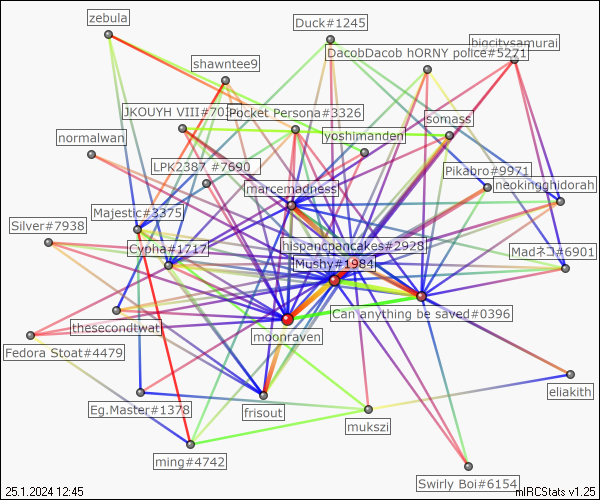 zebula
Duck#1245
bigcitysamurai
DacobDacob hORNY police#5271
shawntee9
JKOUYH VIII#703
Pocket Persona#3326
somass
normalwan
yoshimanden
LPK2387 #7690
Pikabro#9971
marcemadness
neokingghidorah
Majestic#3375
Silver#7938
Cypha#1717
hispancpancakes#2928
Madネコ#6901
Mushy#1984
Can anything be saved#0396
thesecondtwat
moonraven
Fedora Stoat#4479
eliakith
Eg.Master#1378
frisout
mukszi
ming#4742
Swirly Boi#6154
25.1.2024 12:45
mIRCStats v1.25